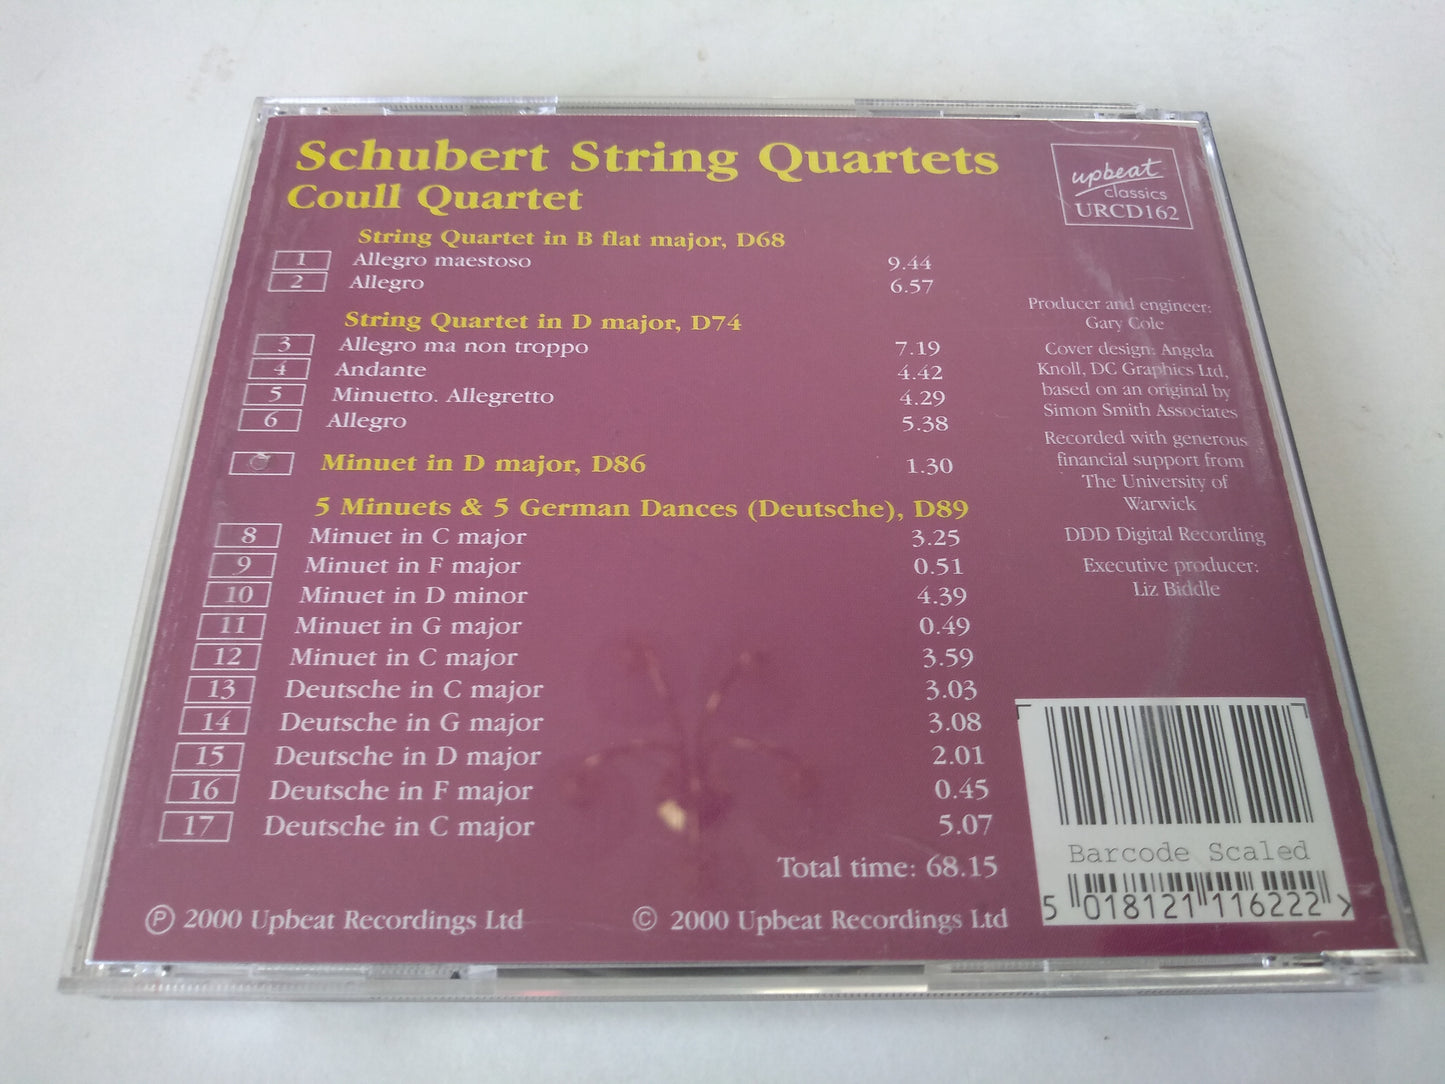 Schubert String Quartets
Coull Quartet
String Quartet in B flat major, D68
1 Allegro maestoso 9.44
2 Allegro 6.57
String Quartet in D major, D74
3 Allegro ma non troppo 7.19
4 Andante 4.42
5 Minuetto. Allegretto 4.29
6 Allegro 5.38
Minuet in D major, D86 1.30
5 Minuets & 5 German Dances (Deutsche), D89
8 Minuet in C major 3.25
9 Minuet in F major 0.51
10 Minuet in D minor 4.39
11 Minuet in G major 0.49
12 Minuet in C major 3.59
13 Deutsche in C major 3.03
14 Deutsche in G major 3.08
15 Deutsche in D major 2.01
16 Deutsche in F major 0.45
17 Deutsche in C major 5.07
Total time: 68.15
℗ 2000 Upbeat Recordings Ltd
© 2000 Upbeat Recordings Ltd
upbeat
classics
URCD162
Producer and engineer:
Gary Cole
Cover design: Angela
Knoll, DC Graphics Ltd,
based on an original by
Simon Smith Associates
Recorded with generous
financial support from
The University of
Warwick
DDD Digital Recording
Executive producer:
Liz Biddle
Barcode Scaled
5 018121 116222 >